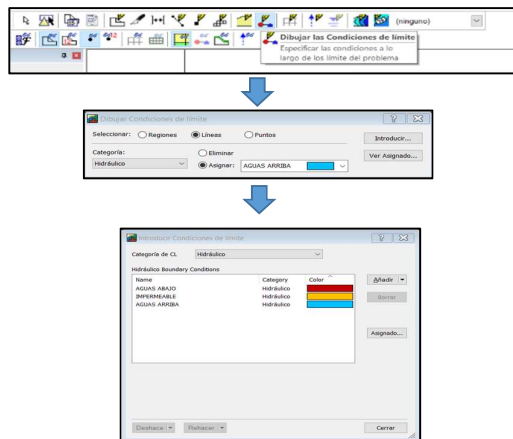 (ninguno)
Dibujar las Condiciones de límite
Especificar las condiciones a lo
largo de los límite del problema
Dibujar Condiciones de límite
Seleccionar: Regiones Líneas Puntos
Introducir...
Categoría:
Eliminar
Ver Asignado...
Hidráulico
Asignar: AGUAS ARRIBA
Introduce Condiciones de límite
Categoría de CL Hidráulico
Hidráulico Boundary Conditions
Name Category Color
Añadir
AGUAS ABAJO Hidráulico
IMPERMEABLE Hidráulico
Borrar
AGUAS ARRIBA Hidráulico
Asignado...
Deshace Rehacer
Cerrar